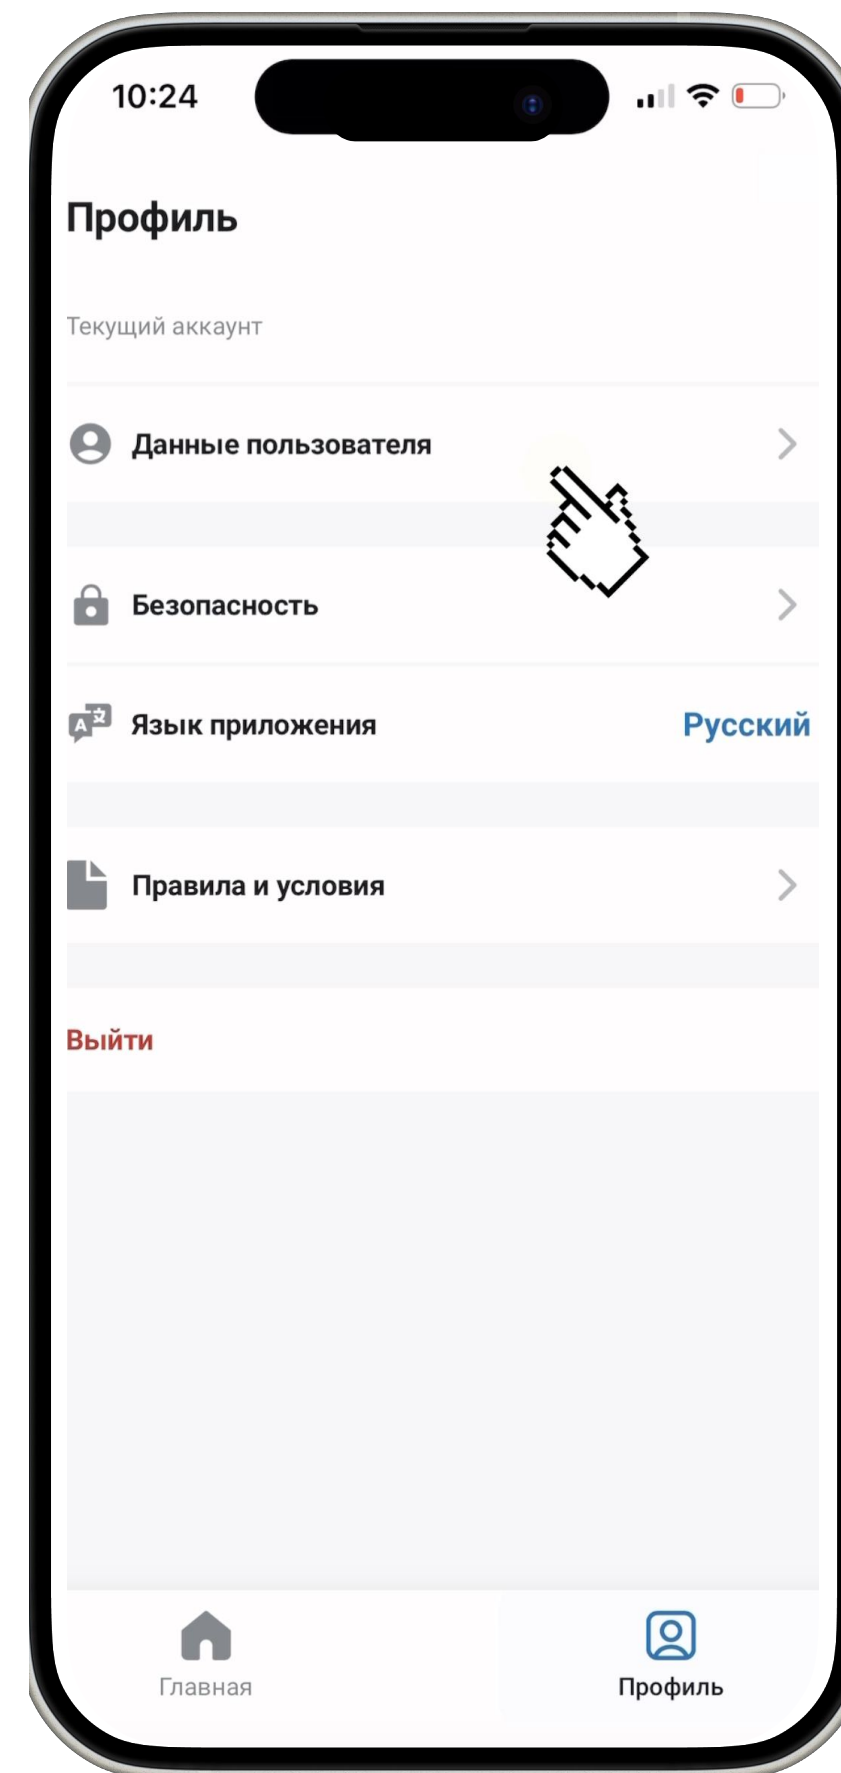 10:24
Профиль
Текущий аккаунт
Данные пользователя
Безопасность
Язык приложения
Русский
Правила и условия
Выйти
Главная
Профиль